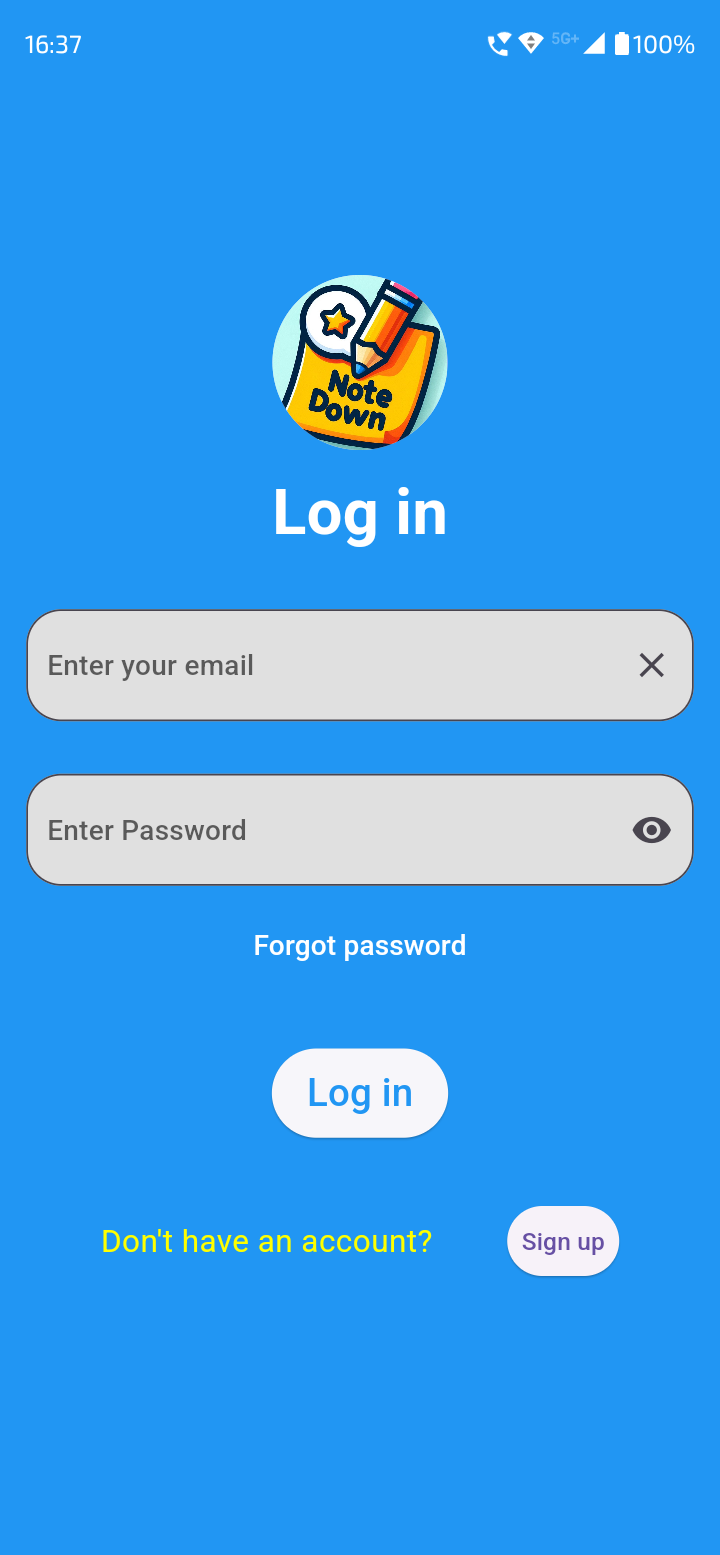 16:37
5G+
100%
Note
Down
Log in
Enter your email
Enter Password
Forgot password
Log in
Don't have an account?
Sign up